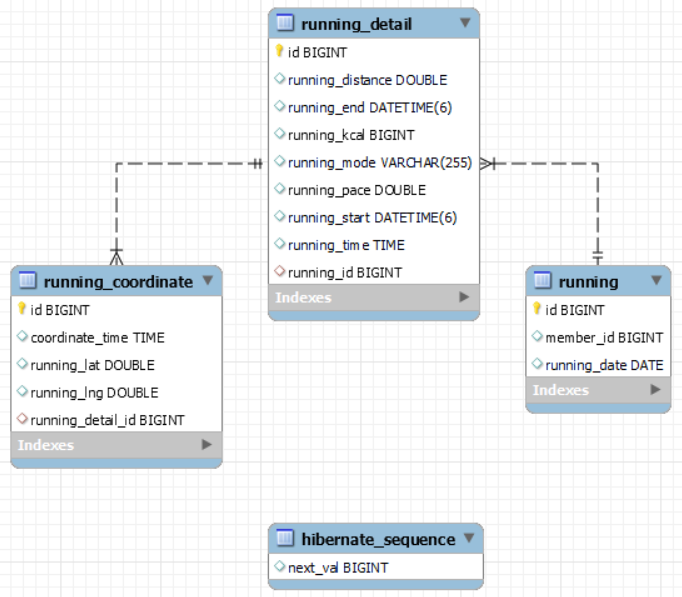 running_detail
id BIGINT
running_distance DOUBLE
running_end DATETIME(6)
running_kcal BIGINT
running_mode VARCHAR(255)
running_pace DOUBLE
running_start DATETIME(6)
running_time TIME
running_id BIGINT
Indexes
running_coordinate
id BIGINT
coordinate_time TIME
running_lat DOUBLE
running_lng DOUBLE
running_detail_id BIGINT
Indexes
running
id BIGINT
member_id BIGINT
running_date DATE
Indexes
hibernate_sequence
next_val BIGINT